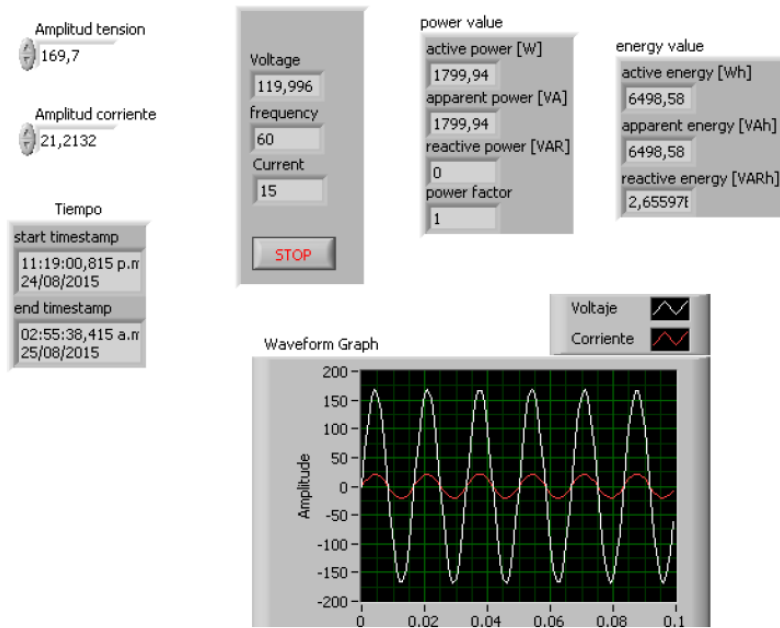 Amplitud tension
169,7
Amplitud corriente
21,2132
Tiempo
start timestamp
11:19:00,815 p.m
24/08/2015
end timestamp
02:55:38,415 a.m
25/08/2015
Voltage
119,996
frequency
60
Current
15
STOP
power value
active power [W]
1799,94
apparent power [VA]
1799,94
reactive power [VAR]
0
power factor
1
energy value
active energy [Wh]
6498,58
apparent energy [VAh]
6498,58
reactive energy [VARh]
2,65597
Voltaje
Corriente
Waveform Graph
Amplitude
200
150
100
50
0
-50
-100
-150
-200
0 0.02 0.04 0.06 0.08 0.1